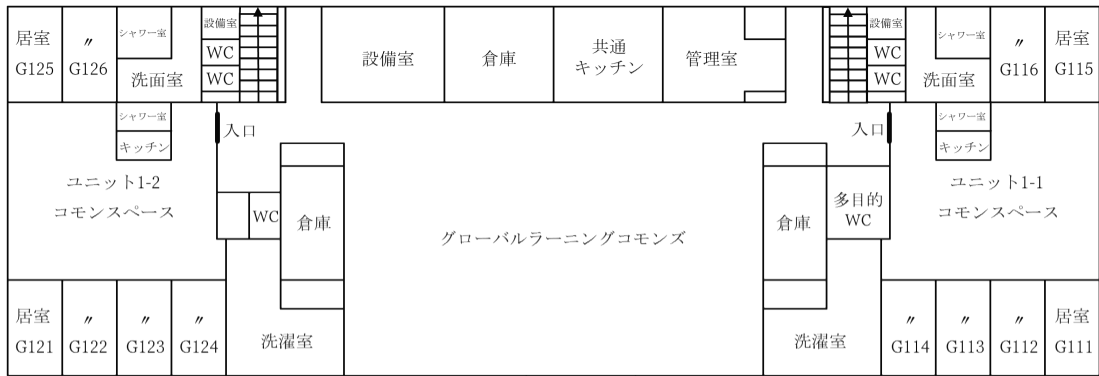 居室
G125
〃
G126
シャワー室
洗面室
設備室
WC
WC
設備室
倉庫
共通
キッチン
管理室
設備室
WC
WC
シャワー室
洗面室
〃
G116
居室
G115
シャワー室
キッチン
入口
入口
シャワー室
キッチン
ユニット1-2
コモンスペース
WC
倉庫
グローバルラーニングコモンズ
倉庫
多目的
WC
ユニット1-1
コモンスペース
居室
G121
〃
G122
〃
G123
〃
G124
洗濯室
洗濯室
〃
G114
〃
G113
〃
G112
居室
G111